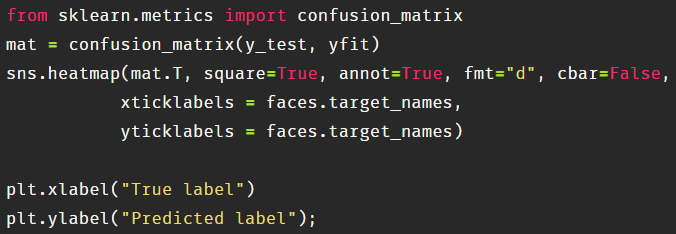 from sklearn.metrics import confusion_matrix
mat = confusion_matrix(y_test, yfit)
sns.heatmap(mat.T, square=True, annot=True, fmt="d", cbar=False,
            xticklabels = faces.target_names,
            yticklabels = faces.target_names)

plt.xlabel("True label")
plt.ylabel("Predicted label");